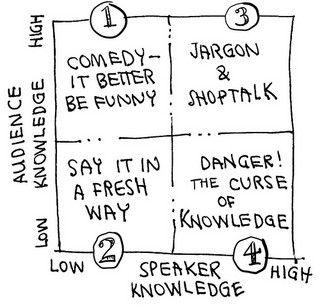 1
3
HIGH
COMEDY—
IT BETTER
BE FUNNY
JARGON
&
SHOPTALK
AUDIENCE
KNOWLEDGE
SAY IT IN
A FRESH
WAY
DANGER!
THE CURSE
OF
KNOWLEDGE
LOW
2
4
LOW
SPEAKER
KNOWLEDGE
HIGH